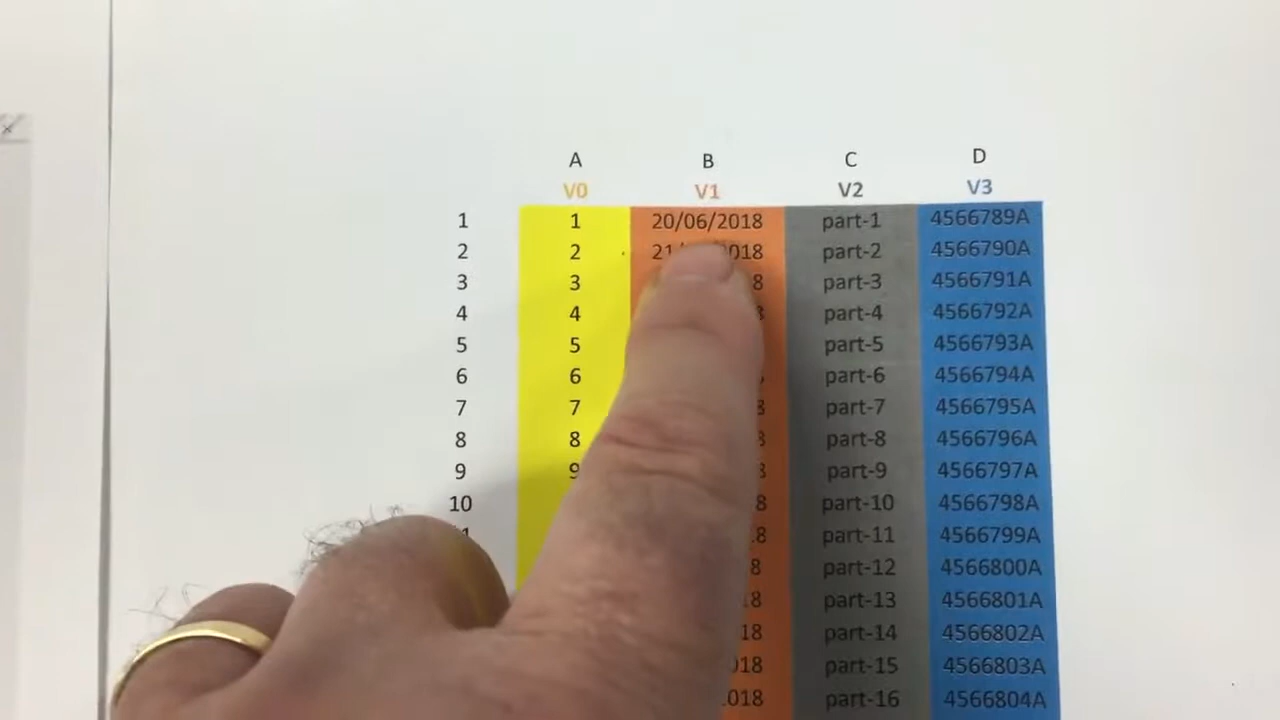 A B C D
V0 V1 V2 V3
1 1 20/06/2018 part-1 4566789A
2 2 part-2 4566790A
3 3 part-3 4566791A
4 4 part-4 4566792A
5 5 part-5 4566793A
6 6 part-6 4566794A
7 7 part-7 4566795A
8 8 part-8 4566796A
9 9 part-9 4566797A
10 part-10 4566798A
part-11 4566799A
part-12 4566800A
part-13 4566801A
part-14 4566802A
part-15 4566803A
part-16 4566804A